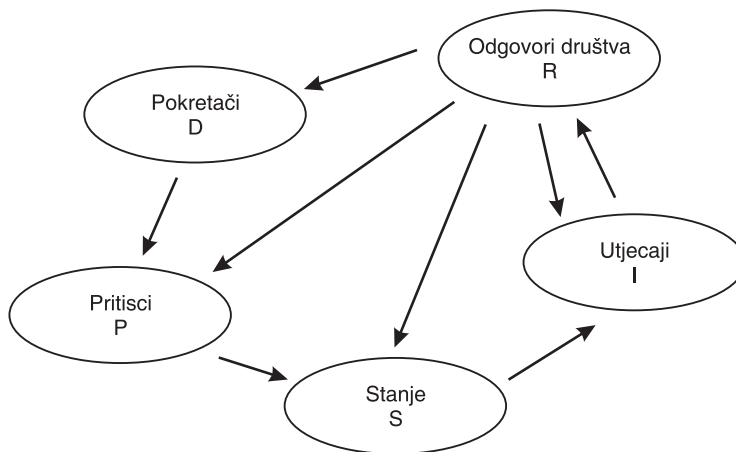 Odgovori društva
R
Pokretači
D
Utjecaji
I
Pritisci
P
Stanje
S